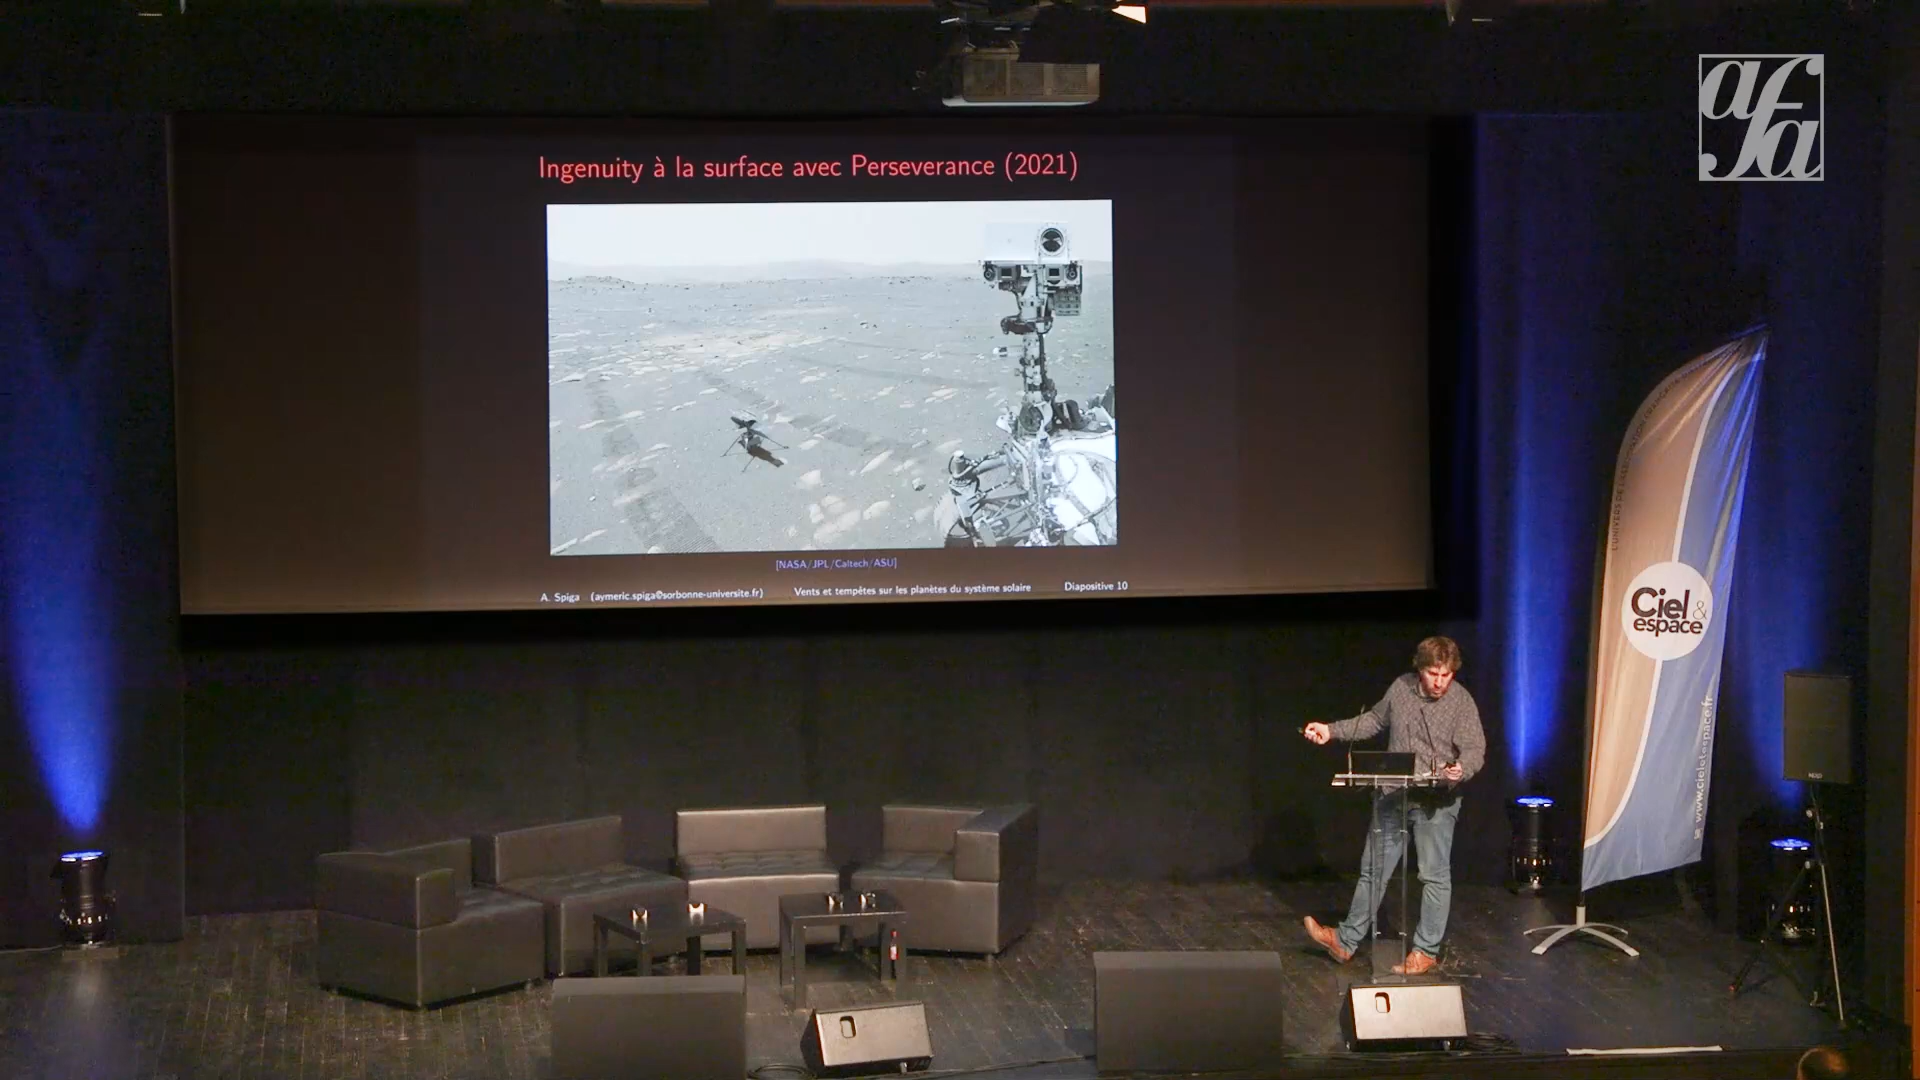 afa
Ingenuity à la surface avec Perseverance (2021)
[NASA/JPL/Caltech/ASU]
A. Spiga (aymeric.spiga@sorbonne-universite.fr) Vents et tempêtes sur les planètes du système solaire Diapositive 10
Ciel &
espace
www.cieletespace.fr